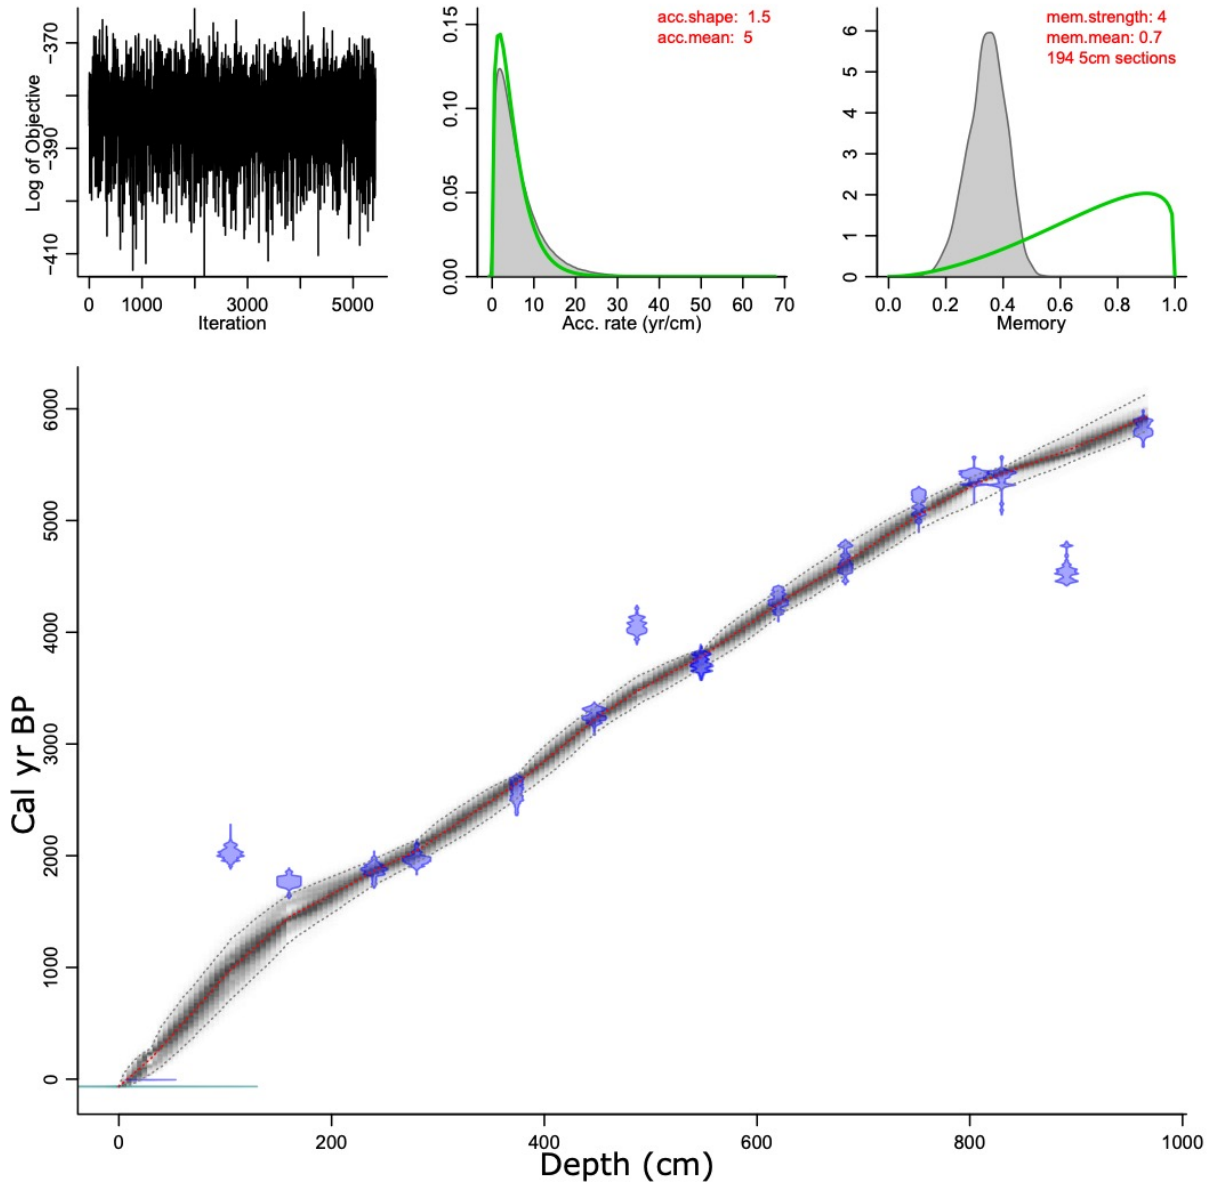 -370
-390
-410
Log of Objective
0 1000 3000 5000
Iteration
acc.shape: 1.5
acc.mean: 5
0.15
0.10
0.05
0.00
0 10 20 30 40 50 60 70
Acc. rate (yr/cm)
mem.strength: 4
mem.mean: 0.7
194 5cm sections
6
5
4
3
2
1
0
0.0 0.2 0.4 0.6 0.8 1.0
Memory
6000
5000
4000
3000
2000
1000
0
Cal yr BP
0 200 400 600 800 1000
Depth (cm)